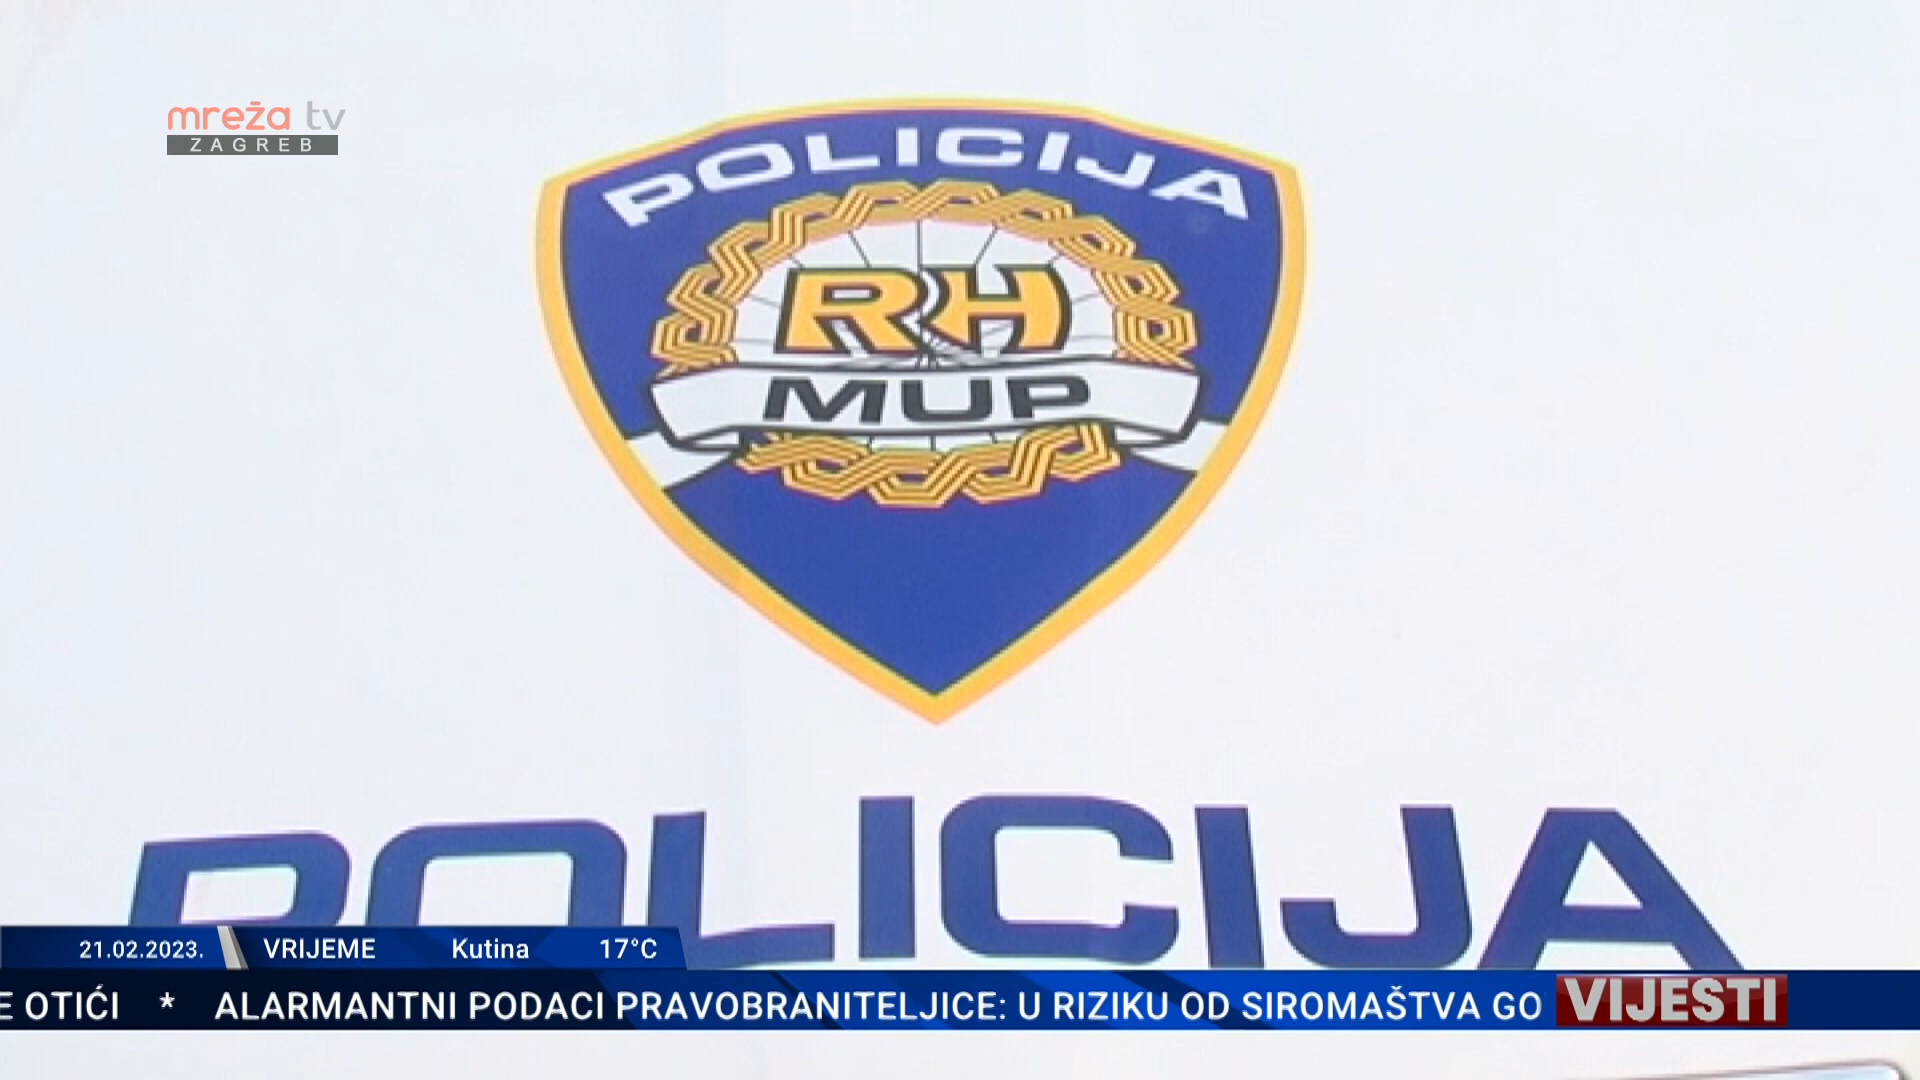 mreža tv
ZAGREB
POLICIJA
RH
MUP
POLICIJA
21.02.2023.
VRIJEME Kutina 17°C
E OTIĆI * ALARMANTNI PODACI PRAVOBRANITELJICE: U RIZIKU OD SIROMAŠTVA GO
VIJESTI